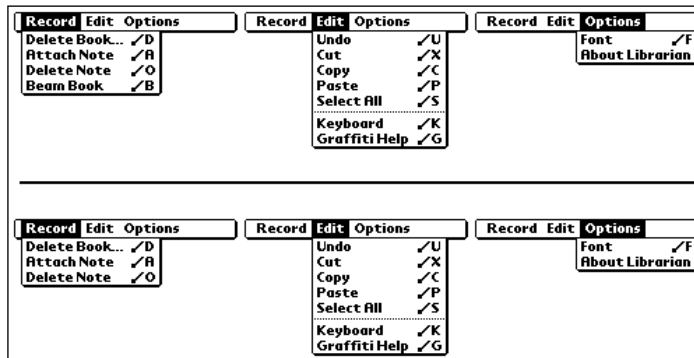 Record Edit Options
Delete Book... /D
Attach Note /A
Delete Note /O
Beam Book /B
Record Edit Options
Undo /U
Cut /X
Copy /C
Paste /P
Select All /S
Keyboard /K
Graffiti Help /G
Record Edit Options
Font /F
About Librarian
Record Edit Options
Delete Book... /D
Attach Note /A
Delete Note /O
Record Edit Options
Undo /U
Cut /X
Copy /C
Paste /P
Select All /S
Keyboard /K
Graffiti Help /G
Record Edit Options
Font /F
About Librarian